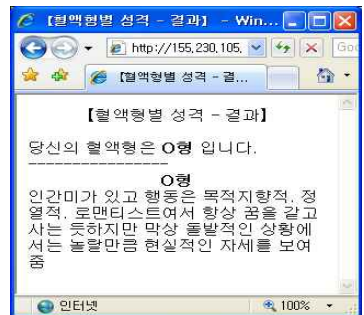 【혈액형별 성격 - 결과】 - Win...
http://155,230,105,
Goo
【혈액형별 성격 - 결...
【혈액형별 성격 - 결과】
당신의 혈액형은 O형 입니다.
----------------
O형
인간미가 있고 행동은 목적지향적, 정
열적, 로맨티스트여서 항상 꿈을 갈고
사는 듯하지만 막상 돌발적인 상황에
서는 놀랄만큼 현실적인 자세를 보여
줌
인터넷
100%